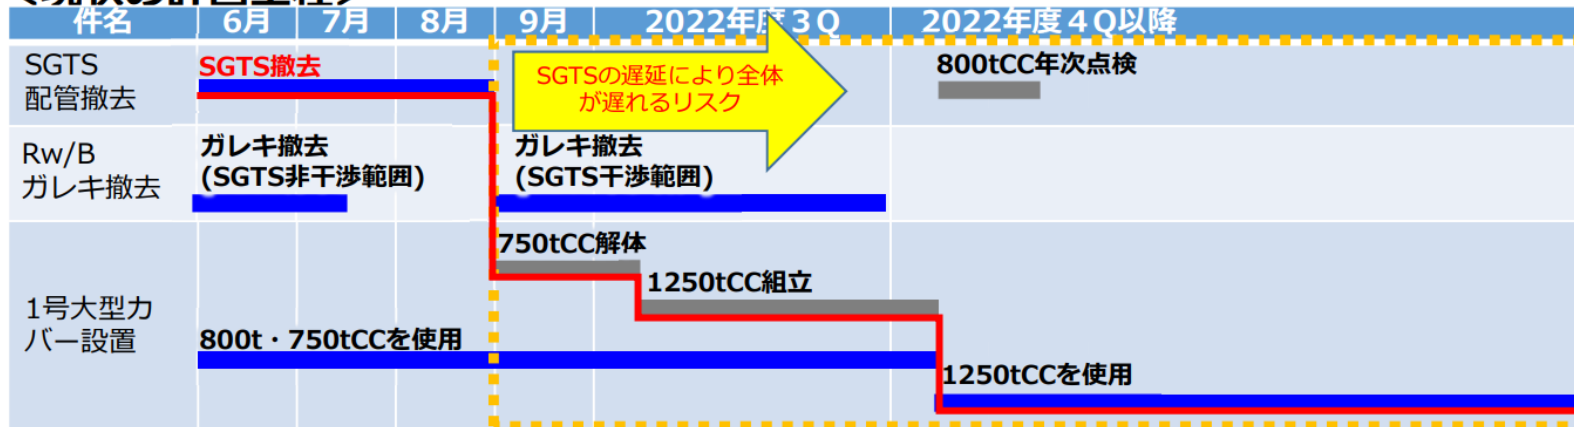 件名 6月 7月 8月 9月 2022年度3Q 2022年度4Q以降
SGTS
配管撤去
SGTS撤去
SGTSの遅延により全体
が遅れるリスク
800tCC年次点検
Rw/B
ガレキ撤去
ガレキ撤去
(SGTS非干渉範囲)
ガレキ撤去
(SGTS干渉範囲)
1号大型カ
バー設置
750tCC解体
1250tCC組立
800t・750tCCを使用
1250tCCを使用